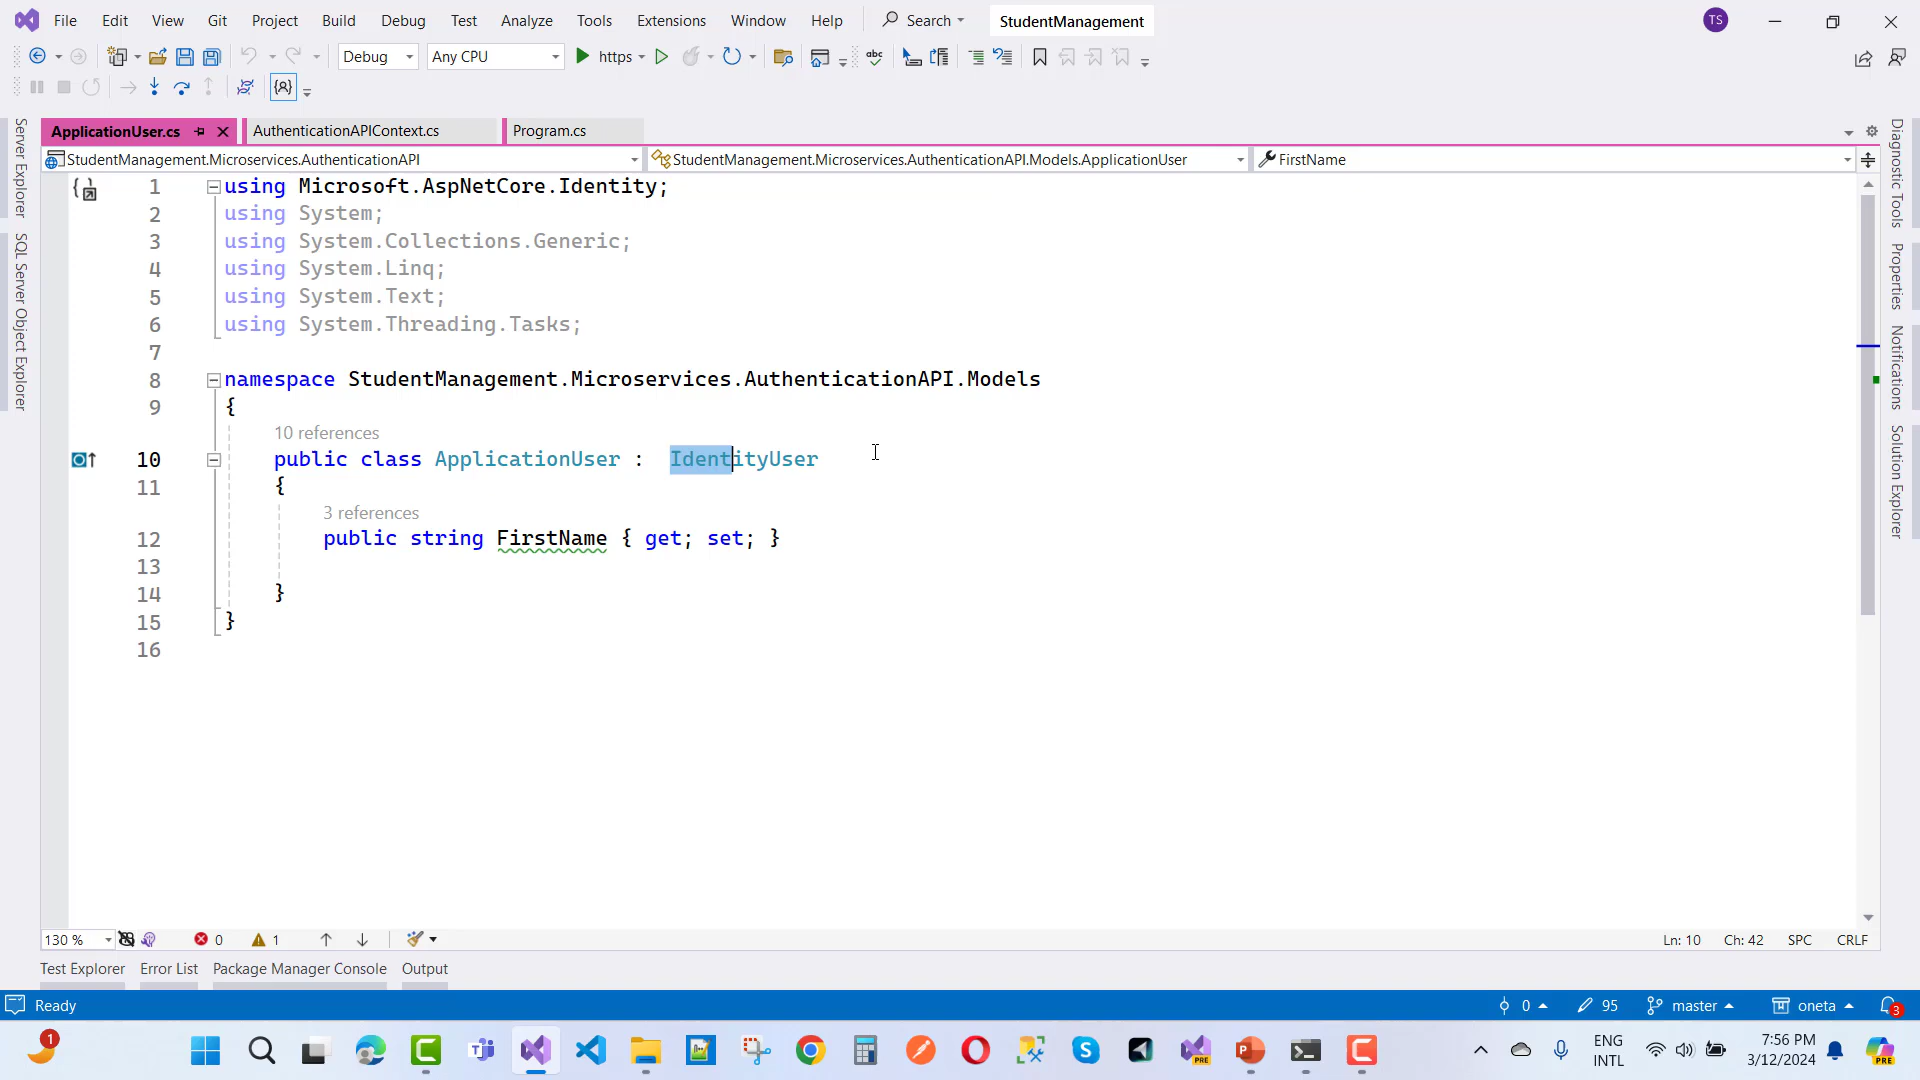 File Edit View Git Project Build Debug Test Analyze Tools Extensions Window Help Search StudentManagement TS
Debug Any CPU https abc
ApplicationUser.cs AuthenticationAPIContext.cs Program.cs
StudentManagement.Microservices.AuthenticationAPI StudentManagement.Microservices.AuthenticationAPI.Models.ApplicationUser FirstName
Server Explorer
SQL Server Object Explorer
1 using Microsoft.AspNetCore.Identity;
2 using System;
3 using System.Collections.Generic;
4 using System.Linq;
5 using System.Text;
6 using System.Threading.Tasks;
7
8 namespace StudentManagement.Microservices.AuthenticationAPI.Models
9 {
10 references
10 public class ApplicationUser :  IdentityUser
11 {
3 references
12 public string FirstName { get; set; }
13
14 }
15 }
16
Diagnostic Tools
Properties
Notifications
Solution Explorer
130 % 0 1 Ln: 10 Ch: 42 SPC CRLF
Test Explorer Error List Package Manager Console Output
Ready 0 95 master oneta 3
1 PRE ENG 7:56 PM PRE
INTL 3/12/2024